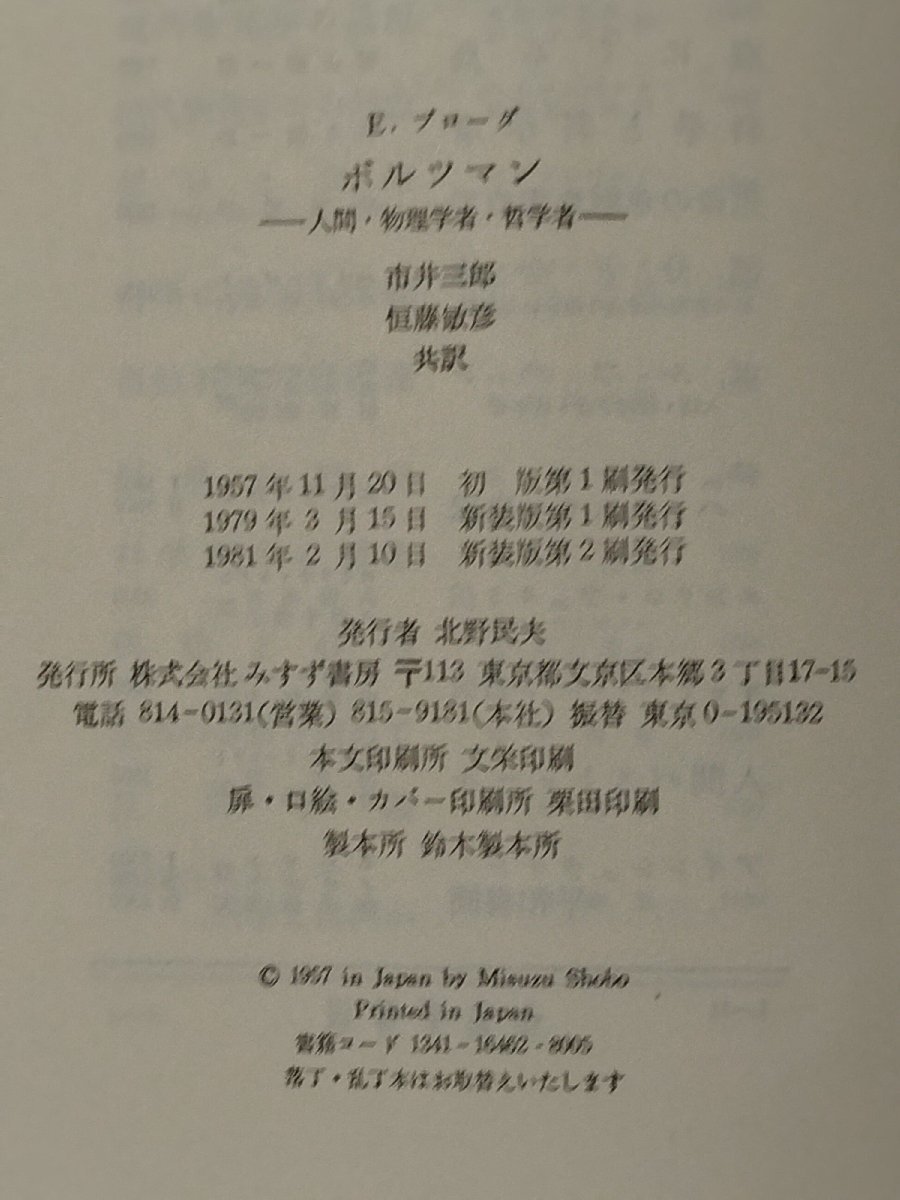 E. ブローダ
ボルツマン
——人間・物理学者・哲学者——
市井三郎
恒藤敏彦
共訳
1957年11月20日 初 版第1刷発行
1979年3月15日 新装版第1刷発行
1981年2月10日 新装版第2刷発行
発行者 北野民夫
発行所 株式会社 みすず書房 〒113 東京都文京区本郷3丁目17-15
電話 814-0131(営業) 815-9181(本社) 振替 東京0-195132
本文印刷所 文栄印刷
扉・口絵・カバー印刷所 栗田印刷
製本所 鈴木製本所
© 1957 in Japan by Misuzu Shobo
Printed in Japan
書籍コード 1341-16462-8005
落丁・乱丁本はお取替えいたします